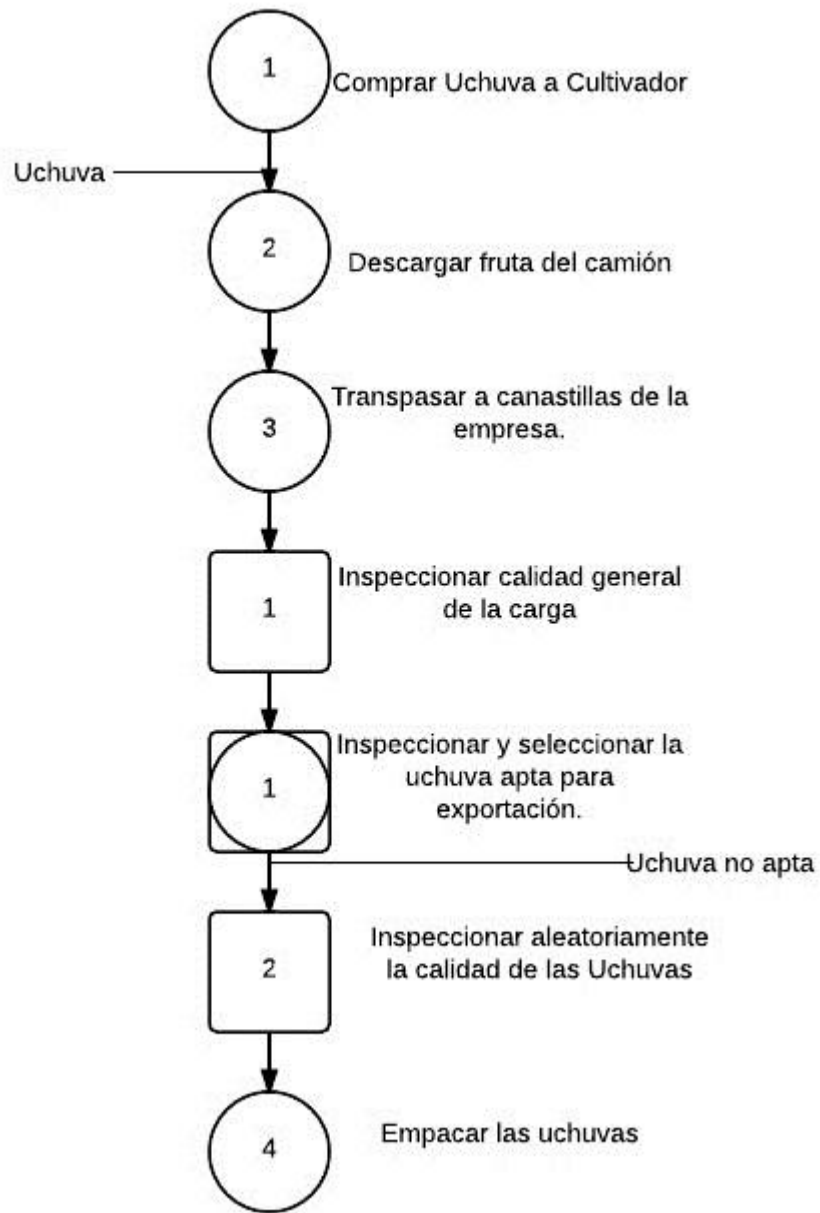 1
Comprar Uchuva a Cultivador
Uchuva
2
Descargar fruta del camión
3
Transpasar a canastillas de la
empresa.
1
Inspeccionar calidad general
de la carga
1
Inspeccionar y seleccionar la
uchuva apta para
exportación.
Uchuva no apta
2
Inspeccionar aleatoriamente
la calidad de las Uchuvas
4
Empacar las uchuvas